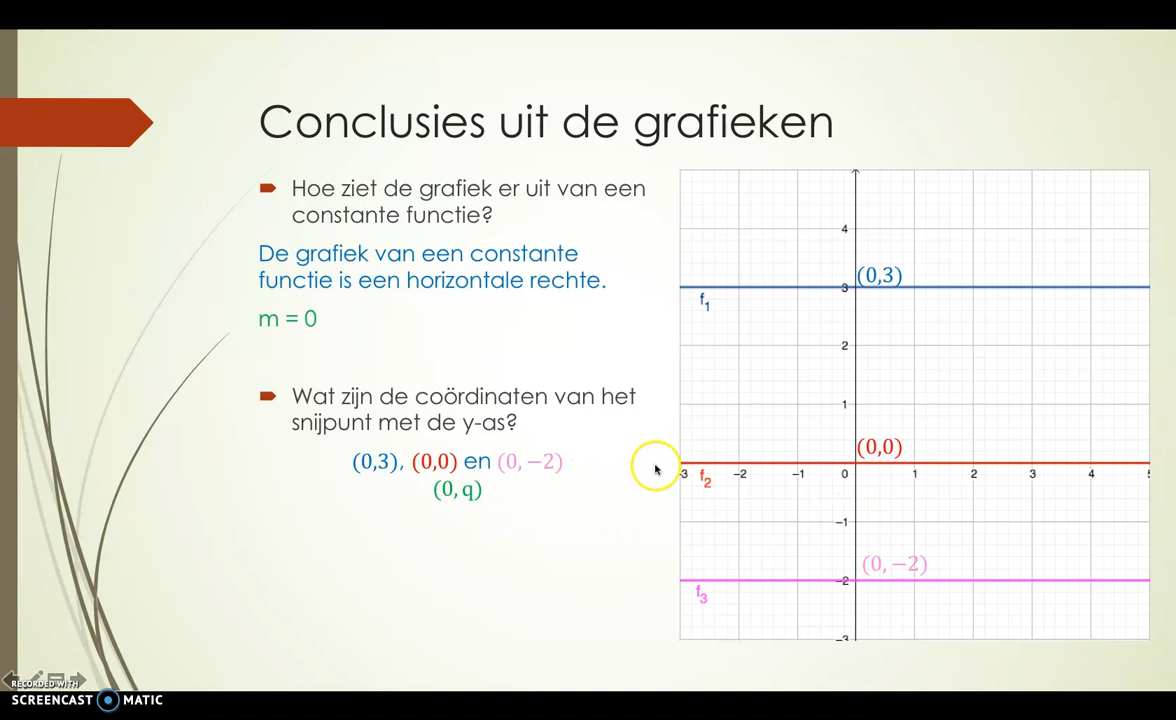 Conclusies uit de grafieken
Hoe ziet de grafiek er uit van een
constante functie?
De grafiek van een constante
functie is een horizontale rechte.
m = 0
Wat zijn de coördinaten van het
snijpunt met de y-as?
(0,3), (0,0) en (0, −2)
(0, q)
4
(0,3)
3
f₁
2
1
(0,0)
-3 -2 -1 0 1 2 3 4
f₂
-1
(0, −2)
-2
f₃
-3
RECORDED WITH
SCREENCAST MATIC